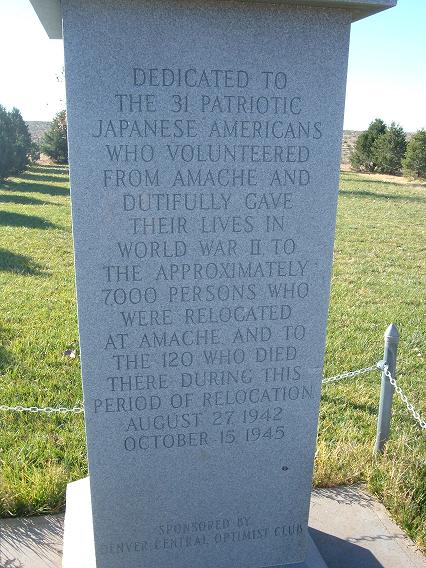 DEDICATED TO
THE 31 PATRIOTIC
JAPANESE AMERICANS
WHO VOLUNTEERED
FROM AMACHE AND
DUTIFULLY GAVE
THEIR LIVES IN
WORLD WAR II, TO
THE APPROXIMATELY
7000 PERSONS WHO
WERE RELOCATED
AT AMACHE, AND TO
THE 120 WHO DIED
THERE DURING THIS
PERIOD OF RELOCATION.
AUGUST 27, 1942
OCTOBER 15, 1945
SPONSORED BY
DENVER CENTRAL OPTIMIST CLUB